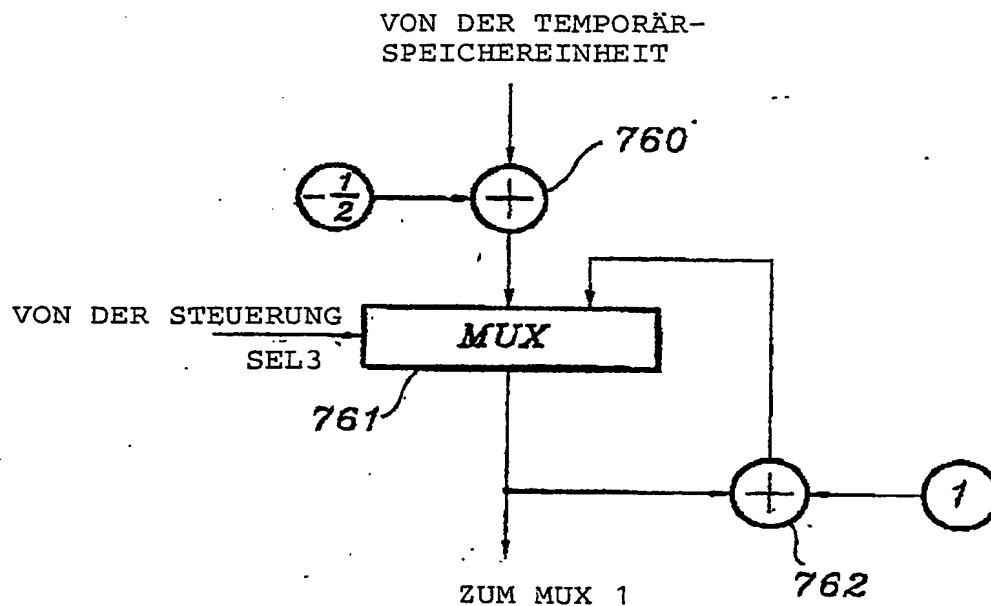 VON DER TEMPORÄR-
SPEICHEREINHEIT
760
-1/2
VON DER STEUERUNG
MUX
SEL3
761
1
762
ZUM MUX 1